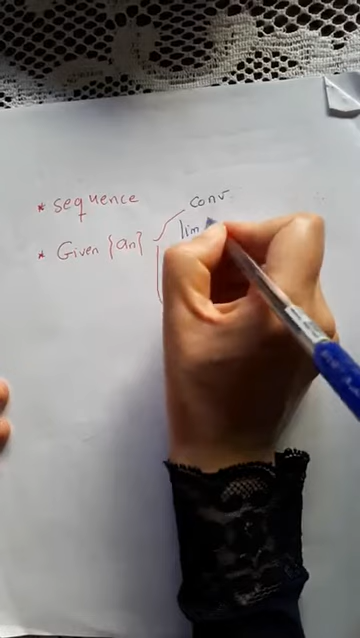 * sequence
conv
* Given {an}
lim